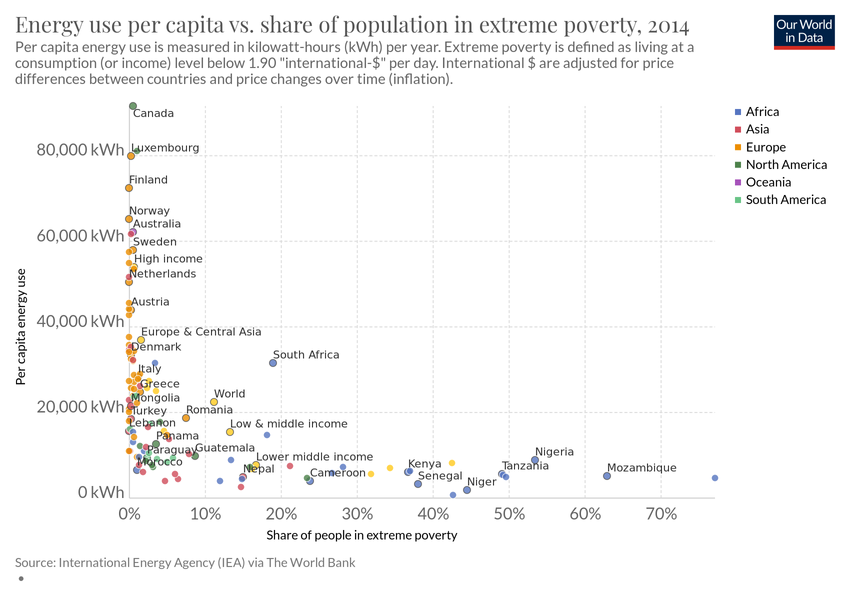 Energy use per capita vs. share of population in extreme poverty, 2014
Our World
in Data
Per capita energy use is measured in kilowatt-hours (kWh) per year. Extreme poverty is defined as living at a
consumption (or income) level below 1.90 "international-$" per day. International $ are adjusted for price
differences between countries and price changes over time (inflation).
Canada
Africa
Asia
Europe
North America
Oceania
South America
80,000 kWh
Luxembourg
Finland
Norway
Australia
60,000 kWh
Sweden
High income
Netherlands
Austria
40,000 kWh
Europe & Central Asia
Denmark
South Africa
Italy
Greece
World
Mongolia
20,000 kWh
Turkey
Romania
Lebanon
Low & middle income
Panama
Paraguay
Guatemala
Nigeria
Lower middle income
Morocco
Nepal
Cameroon
Kenya
Tanzania
Mozambique
Senegal
Niger
0 kWh
0%
10%
20%
30%
40%
50%
60%
70%
Per capita energy use
Share of people in extreme poverty
Source: International Energy Agency (IEA) via The World Bank